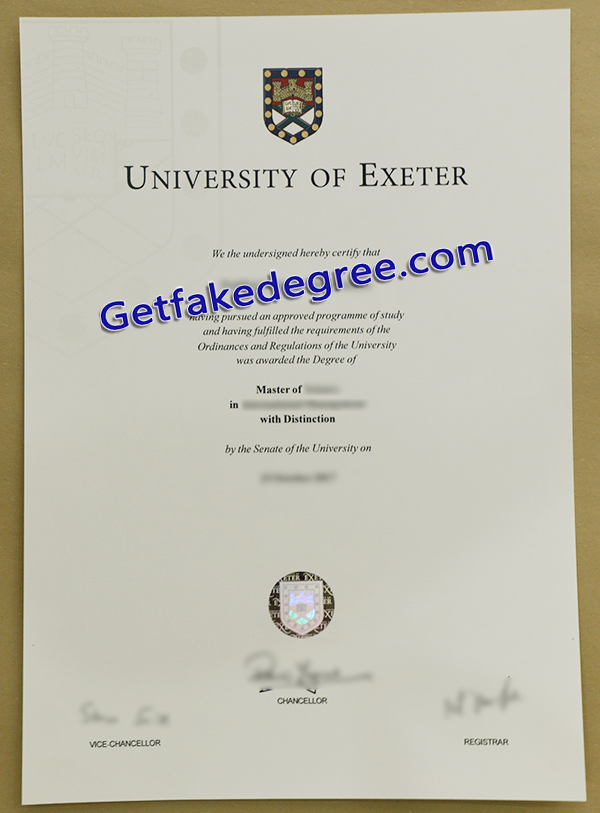 UNIVERSITY OF EXETER
We the undersigned hereby certify that
Getfakedegree.com
having pursued an approved programme of study
and having fulfilled the requirements of the
Ordinances and Regulations of the University
was awarded the Degree of
Master of
in
with Distinction
by the Senate of the University on
CHANCELLOR
VICE-CHANCELLOR
REGISTRAR